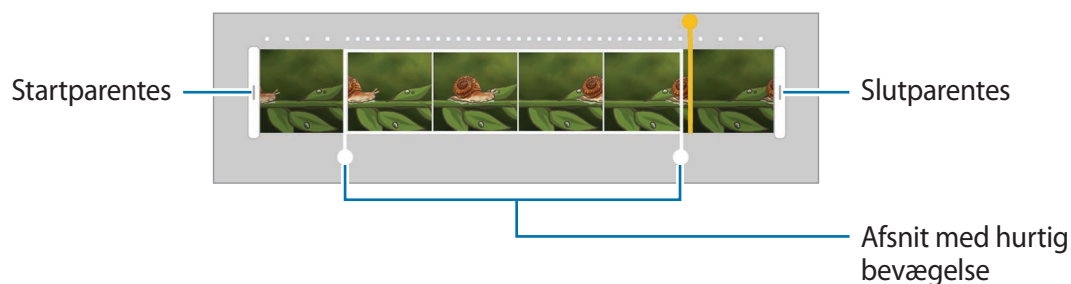 Startparentes
Slutparentes
Afsnit med hurtig
bevægelse